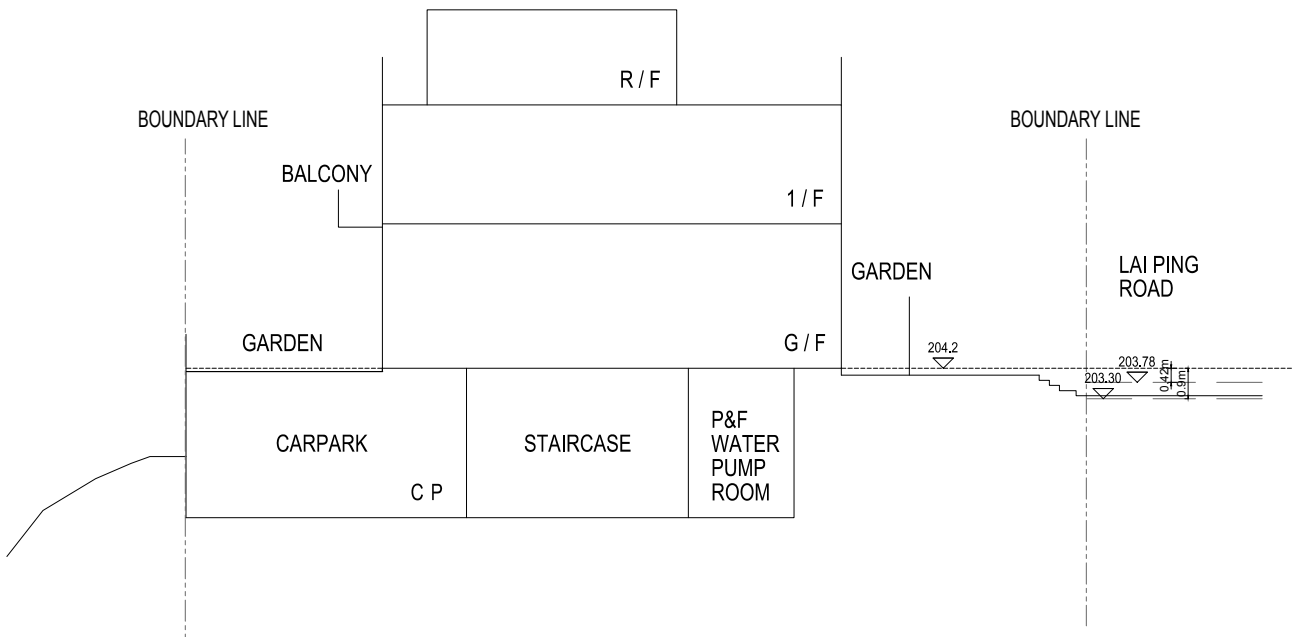 R / F
BOUNDARY LINE
BOUNDARY LINE
BALCONY
1 / F
LAI PING
ROAD
GARDEN
GARDEN
G / F
204.2
203.78
203.30
0.42m
0.9m
CARPARK
STAIRCASE
P&F
WATER
PUMP
ROOM
C P